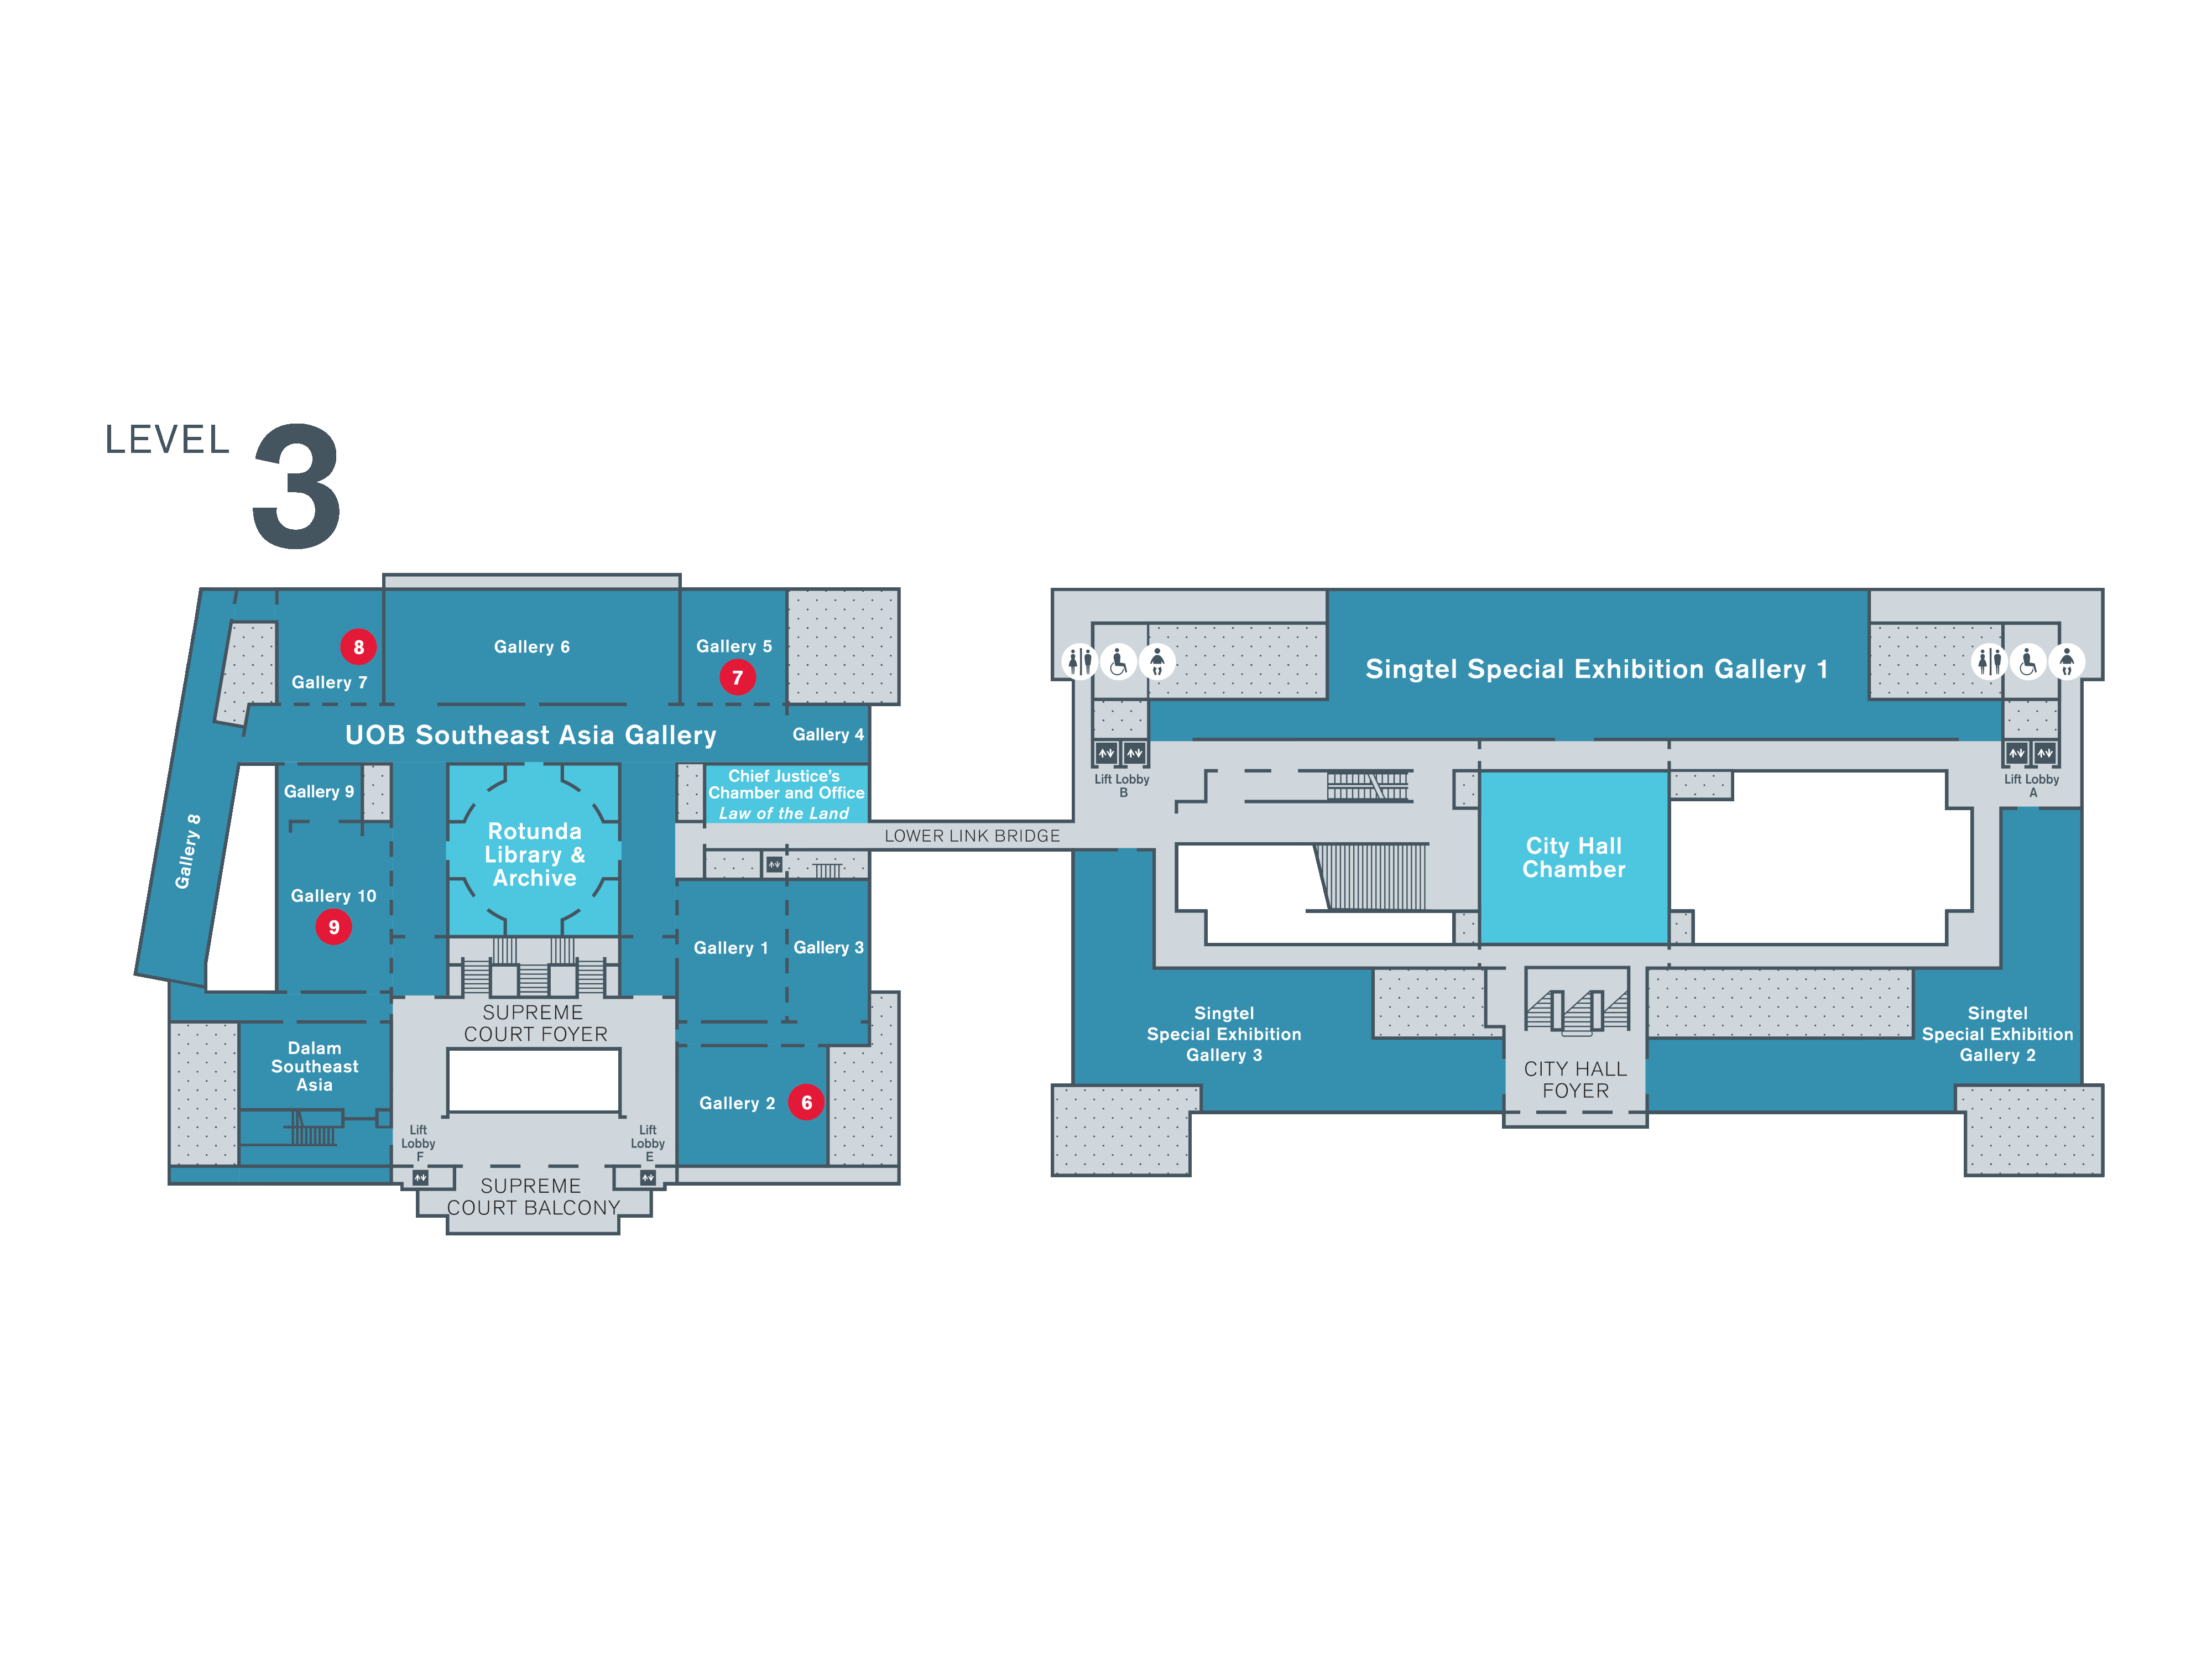 LEVEL
3
8
Gallery 7
Gallery 6
Gallery 5
7
UOB Southeast Asia Gallery
Gallery 4
Gallery 9
Chief Justice's
Chamber and Office
Law of the Land
Gallery 8
Rotunda
Library &
Archive
LOWER LINK BRIDGE
Gallery 10
9
Gallery 1
Gallery 3
SUPREME
COURT FOYER
Dalam
Southeast
Asia
Gallery 2
6
Lift
Lobby
F
Lift
Lobby
E
SUPREME
COURT BALCONY
Singtel Special Exhibition Gallery 1
Lift Lobby
B
Lift Lobby
A
City Hall
Chamber
Singtel
Special Exhibition
Gallery 3
CITY HALL
FOYER
Singtel
Special Exhibition
Gallery 2